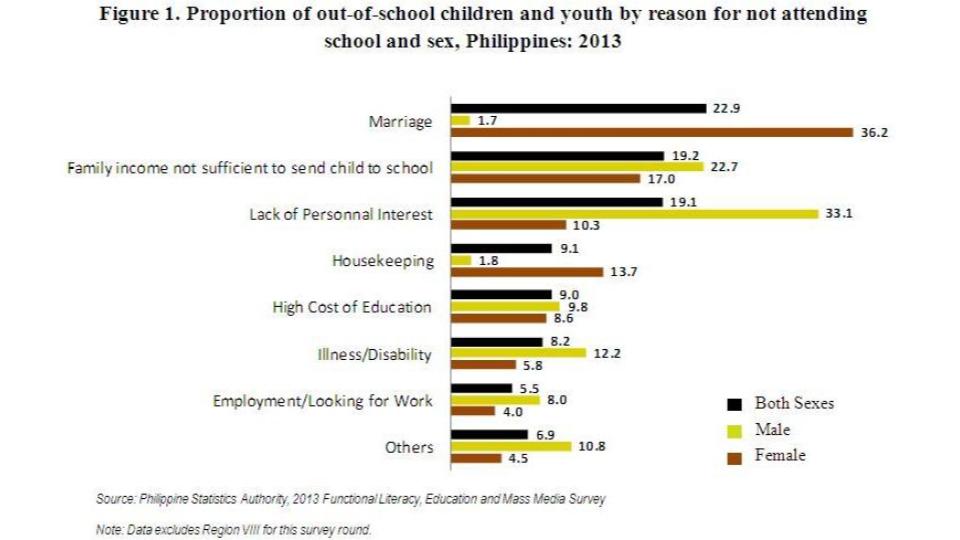 Figure 1. Proportion of out-of-school children and youth by reason for not attending
school and sex, Philippines: 2013
Marriage
22.9
1.7
36.2
Family income not sufficient to send child to school
19.2
22.7
17.0
Lack of Personnal Interest
19.1
33.1
10.3
Housekeeping
9.1
1.8
13.7
High Cost of Education
9.0
9.8
8.6
Illness/Disability
8.2
12.2
5.8
Employment/Looking for Work
5.5
8.0
4.0
Others
6.9
10.8
4.5
Both Sexes
Male
Female
Source: Philippine Statistics Authority, 2013 Functional Literacy, Education and Mass Media Survey
Note: Data excludes Region VIII for this survey round.